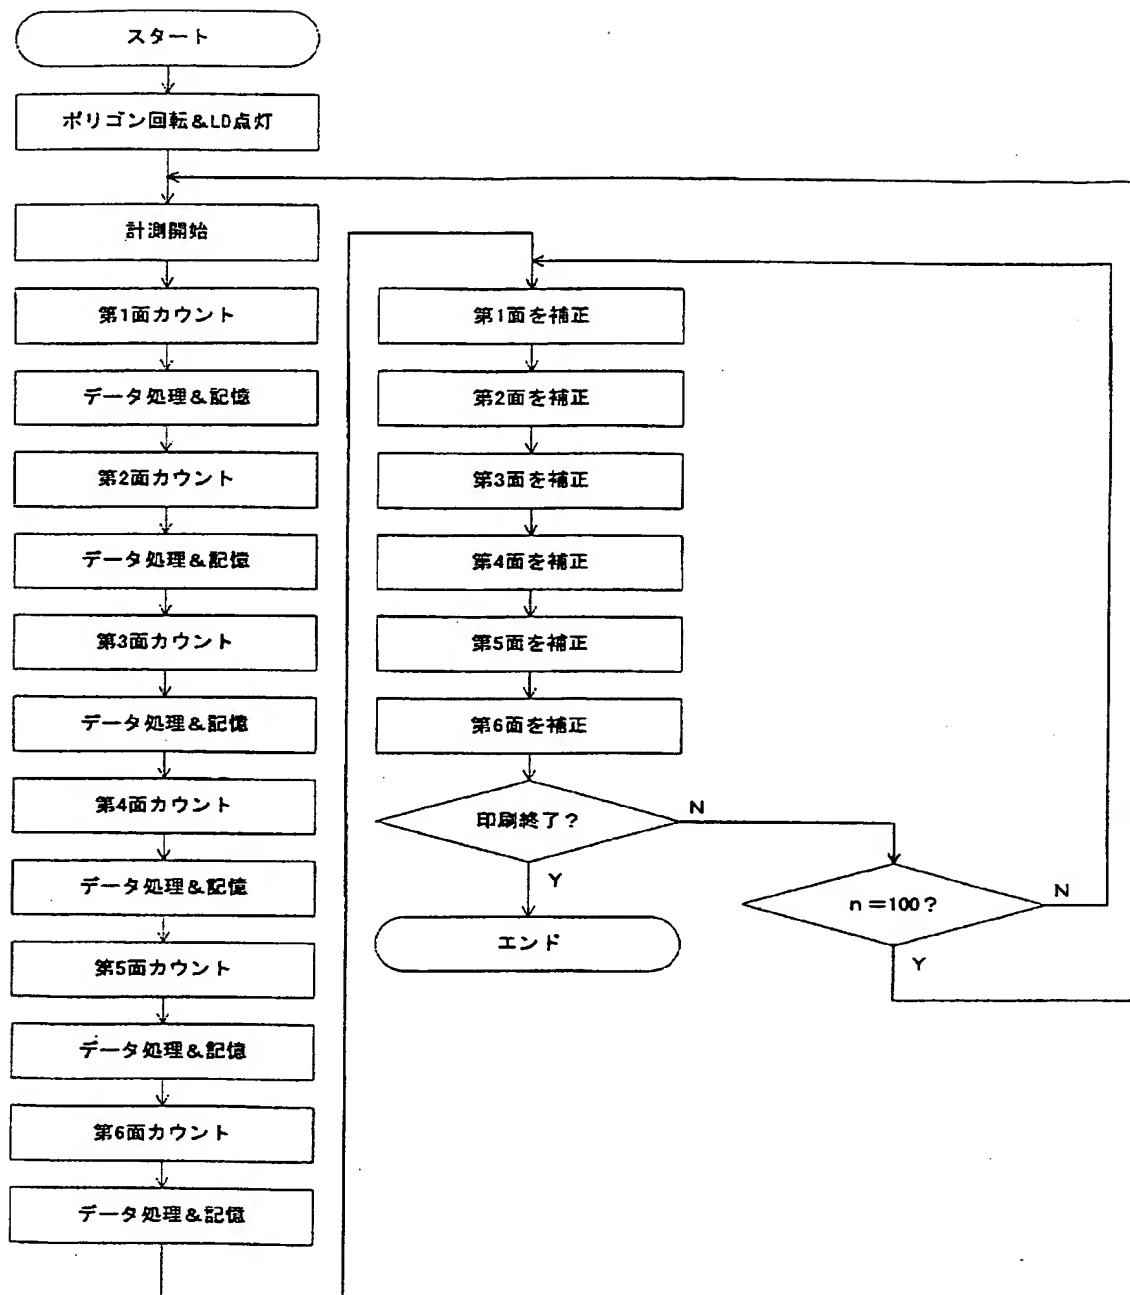 スタート
ポリゴン回転&LD点灯
計測開始
第1面カウント
データ処理&記憶
第2面カウント
データ処理&記憶
第3面カウント
データ処理&記憶
第4面カウント
データ処理&記憶
第5面カウント
データ処理&記憶
第6面カウント
データ処理&記憶
第1面を補正
第2面を補正
第3面を補正
第4面を補正
第5面を補正
第6面を補正
印刷終了?
N
Y
エンド
n=100?
N
Y